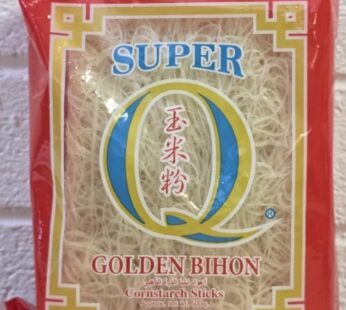 SUPER
Q
玉米粉
®
GOLDEN BIHON
Cornstarch Sticks